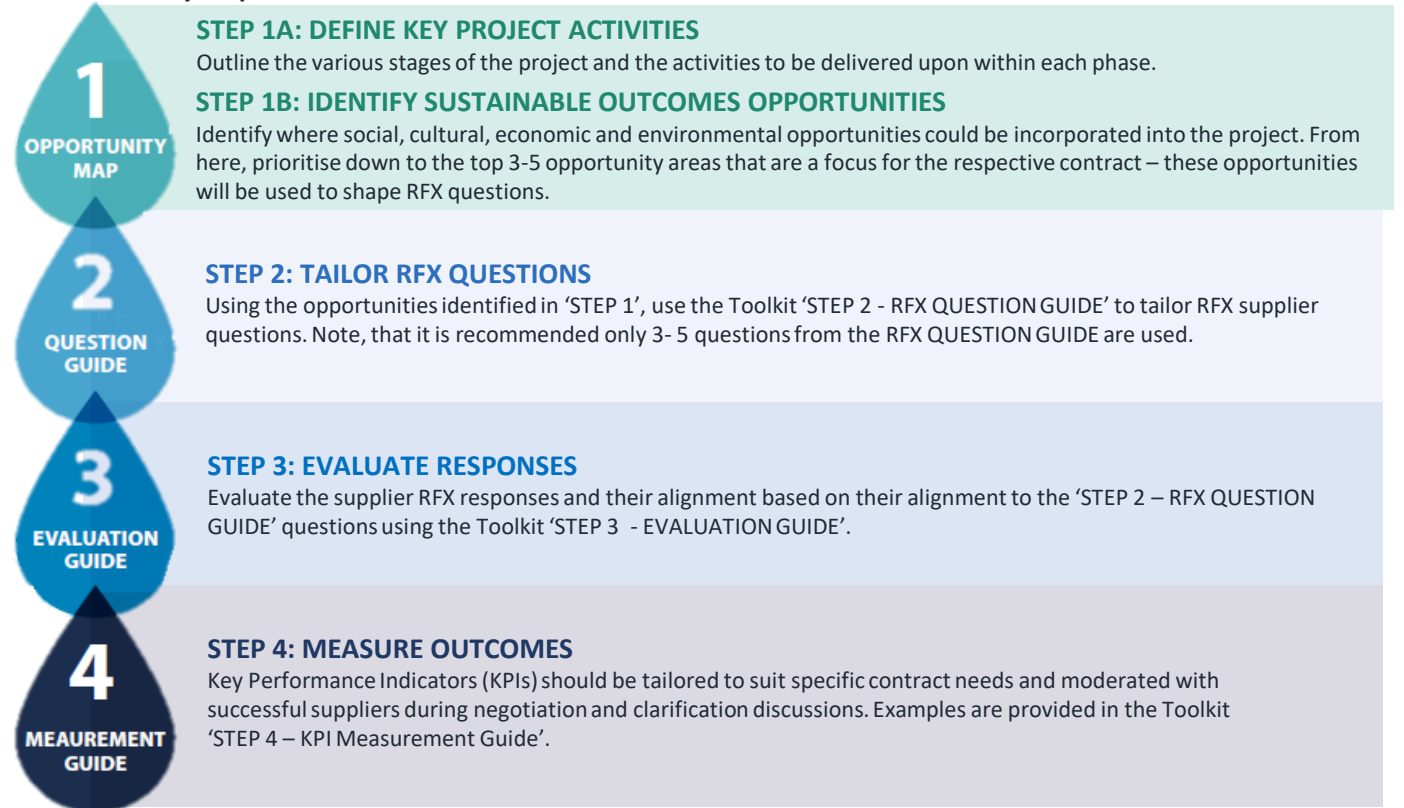 STEP 1A: DEFINE KEY PROJECT ACTIVITIES
Outline the various stages of the project and the activities to be delivered upon within each phase.
1
OPPORTUNITY
MAP
STEP 1B: IDENTIFY SUSTAINABLE OUTCOMES OPPORTUNITIES
Identify where social, cultural, economic and environmental opportunities could be incorporated into the project. From
here, prioritise down to the top 3-5 opportunity areas that are a focus for the respective contract – these opportunities
will be used to shape RFX questions.
2
QUESTION
GUIDE
STEP 2: TAILOR RFX QUESTIONS
Using the opportunities identified in 'STEP 1', use the Toolkit 'STEP 2 - RFX QUESTION GUIDE' to tailor RFX supplier
questions. Note, that it is recommended only 3- 5 questions from the RFX QUESTION GUIDE are used.
3
EVALUATION
GUIDE
STEP 3: EVALUATE RESPONSES
Evaluate the supplier RFX responses and their alignment based on their alignment to the 'STEP 2 – RFX QUESTION
GUIDE' questions using the Toolkit 'STEP 3 - EVALUATION GUIDE'.
4
MEAUREMENT
GUIDE
STEP 4: MEASURE OUTCOMES
Key Performance Indicators (KPIs) should be tailored to suit specific contract needs and moderated with
successful suppliers during negotiation and clarification discussions. Examples are provided in the Toolkit
'STEP 4 – KPI Measurement Guide'.